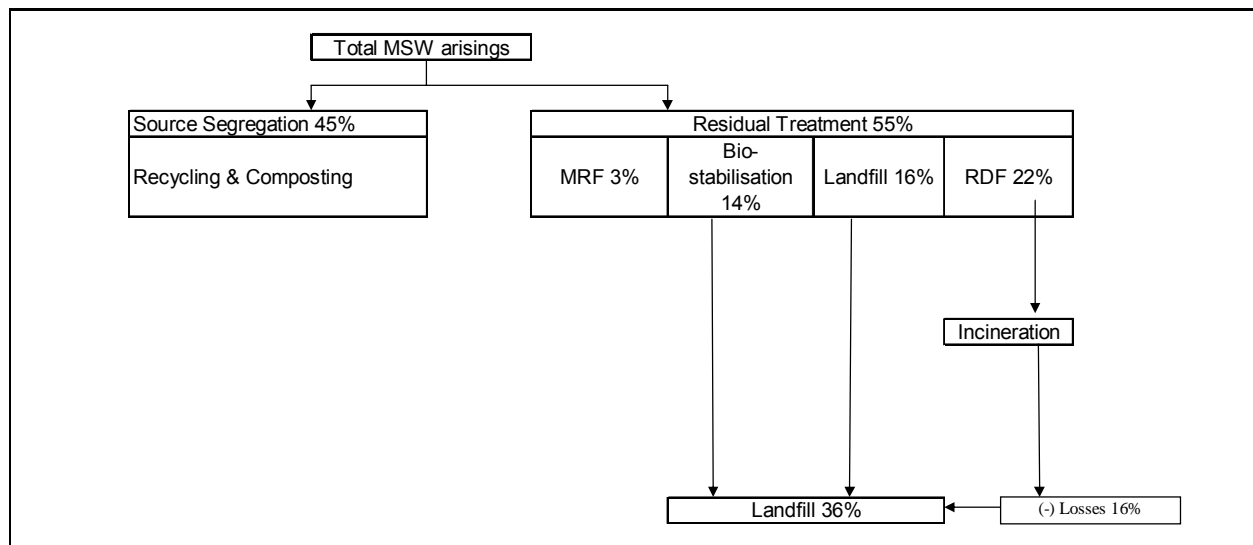 Total MSW arisings
Source Segregation 45%
Residual Treatment 55%
Recycling & Composting
MRF 3%
Bio-
stabilisation
14%
Landfill 16%
RDF 22%
Incineration
Landfill 36%
(-) Losses 16%